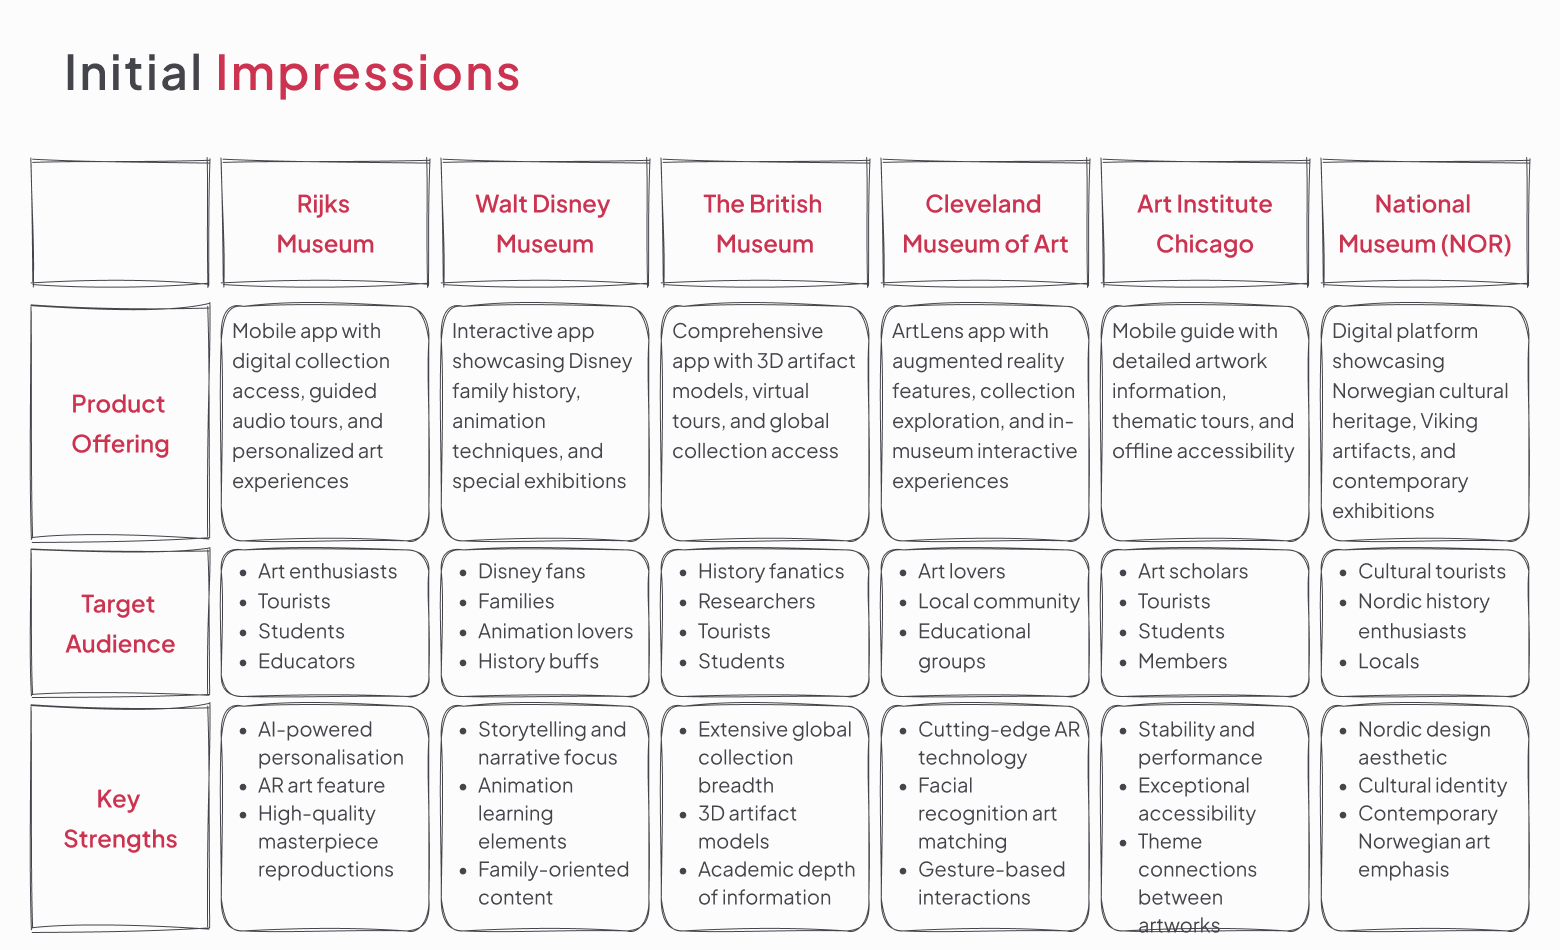 Initial Impressions
Rijks
Museum
Walt Disney
Museum
The British
Museum
Cleveland
Museum of Art
Art Institute
Chicago
National
Museum (NOR)
Product
Offering
Mobile app with
digital collection
access, guided
audio tours, and
personalized art
experiences
Interactive app
showcasing Disney
family history,
animation
techniques, and
special exhibitions
Comprehensive
app with 3D artifact
models, virtual
tours, and global
collection access
ArtLens app with
augmented reality
features, collection
exploration, and in-
museum interactive
experiences
Mobile guide with
detailed artwork
information,
thematic tours, and
offline accessibility
Digital platform
showcasing
Norwegian cultural
heritage, Viking
artifacts, and
contemporary
exhibitions
Target
Audience
• Art enthusiasts
• Tourists
• Students
• Educators
• Disney fans
• Families
• Animation lovers
• History buffs
• History fanatics
• Researchers
• Tourists
• Students
• Art lovers
• Local community
• Educational
groups
• Art scholars
• Tourists
• Students
• Members
• Cultural tourists
• Nordic history
enthusiasts
• Locals
Key
Strengths
• AI-powered
personalisation
• AR art feature
• High-quality
masterpiece
reproductions
• Storytelling and
narrative focus
• Animation
learning
elements
• Family-oriented
content
• Extensive global
collection
breadth
• 3D artifact
models
• Academic depth
of information
• Cutting-edge AR
technology
• Facial
recognition art
matching
• Gesture-based
interactions
• Stability and
performance
• Exceptional
accessibility
• Theme
connections
between
artworks
• Nordic design
aesthetic
• Cultural identity
• Contemporary
Norwegian art
emphasis